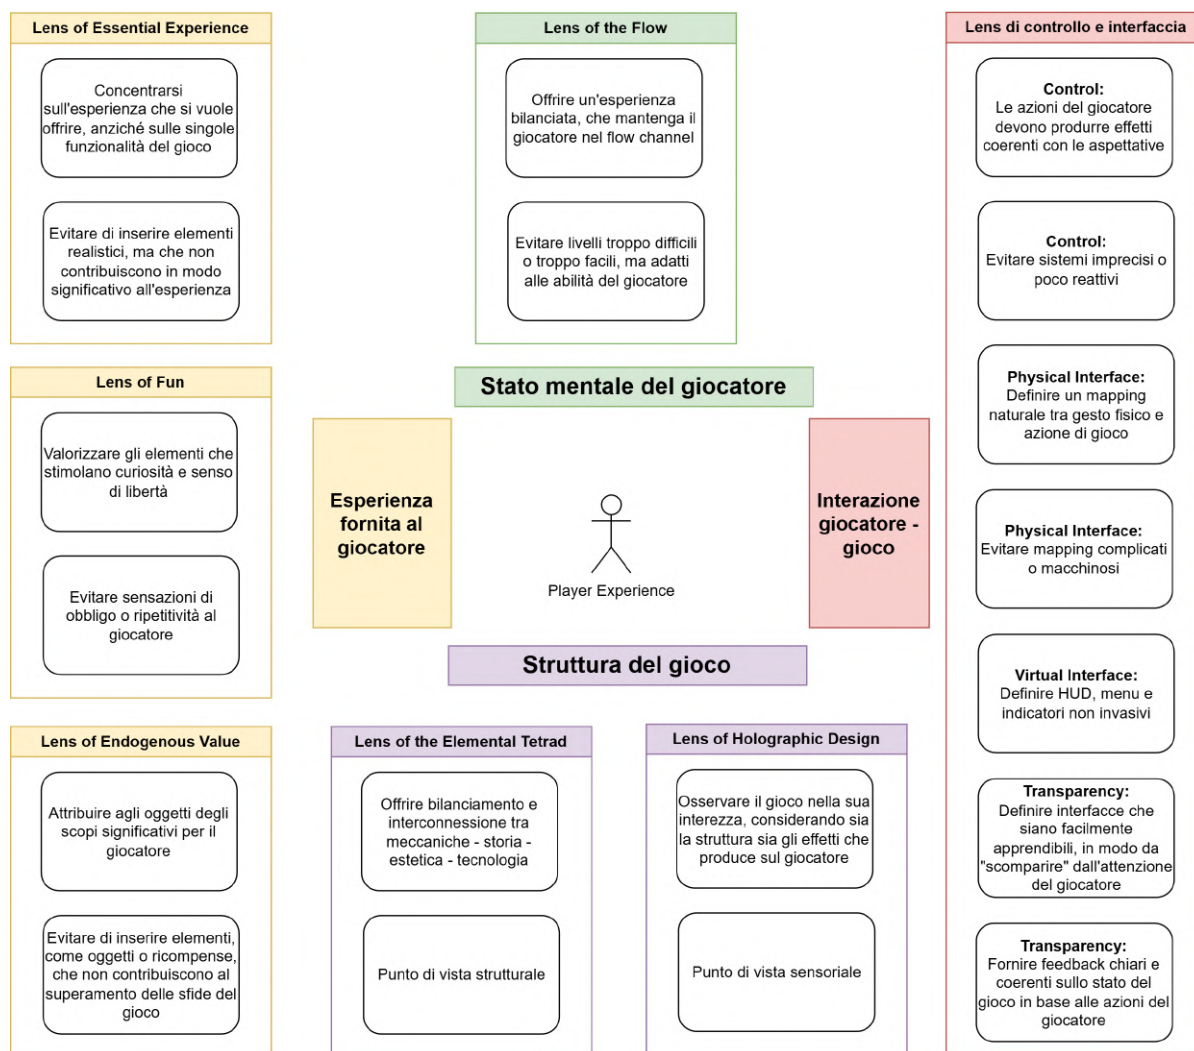 Lens of Essential Experience
Concentrarsi
sull'esperienza che si vuole
offrire, anziché sulle singole
funzionalità del gioco
Evitare di inserire elementi
realistici, ma che non
contribuiscono in modo
significativo all'esperienza
Lens of the Flow
Offrire un'esperienza
bilanciata, che mantenga il
giocatore nel flow channel
Evitare livelli troppo difficili
o troppo facili, ma adatti
alle abilità del giocatore
Lens di controllo e interfaccia
Control:
Le azioni del giocatore
devono produrre effetti
coerenti con le aspettative
Control:
Evitare sistemi imprecisi o
poco reattivi
Physical Interface:
Definire un mapping
naturale tra gesto fisico e
azione di gioco
Physical Interface:
Evitare mapping complicati
o macchinosi
Virtual Interface:
Definire HUD, menu e
indicatori non invasivi
Transparency:
Definire interfacce che
siano facilmente
apprendibili, in modo da
"scomparire" dall'attenzione
del giocatore
Transparency:
Fornire feedback chiari e
coerenti sullo stato del
gioco in base alle azioni del
giocatore
Lens of Fun
Valorizzare gli elementi che
stimolano curiosità e senso
di libertà
Evitare sensazioni di
obbligo o ripetitività al
giocatore
Stato mentale del giocatore
Esperienza
fornita al
giocatore
Player Experience
Interazione
giocatore -
gioco
Struttura del gioco
Lens of Endogenous Value
Attribuire agli oggetti degli
scopi significativi per il
giocatore
Evitare di inserire elementi,
come oggetti o ricompense,
che non contribuiscono al
superamento delle sfide del
gioco
Lens of the Elemental Tetrad
Offrire bilanciamento e
interconnessione tra
meccaniche - storia -
estetica - tecnologia
Punto di vista strutturale
Lens of Holographic Design
Osservare il gioco nella sua
interezza, considerando sia
la struttura sia gli effetti che
produce sul giocatore
Punto di vista sensoriale